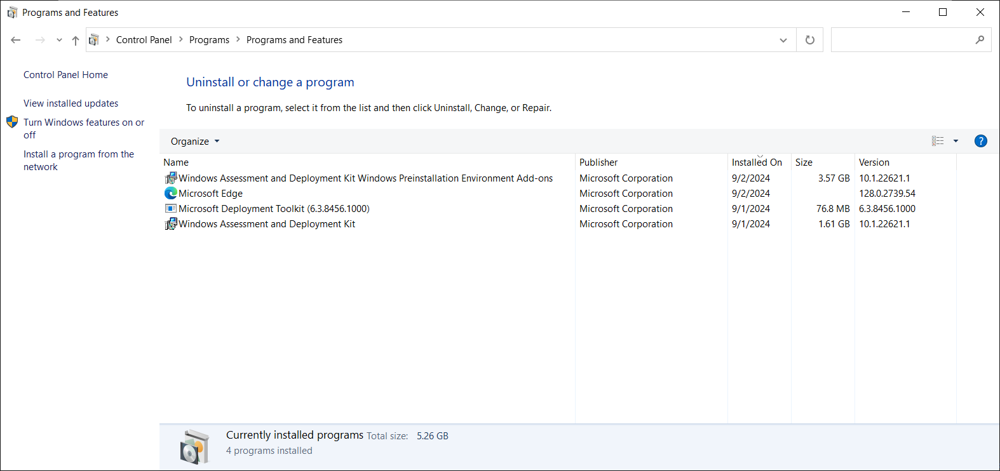 Programs and Features
Control Panel Programs Programs and Features
Control Panel Home
View installed updates
Turn Windows features on or
off
Install a program from the
network
Uninstall or change a program
To uninstall a program, select it from the list and then click Uninstall, Change, or Repair.
Organize
?
Name Publisher Installed On Size Version
Windows Assessment and Deployment Kit Windows Preinstallation Environment Add-ons Microsoft Corporation 9/2/2024 3.57 GB 10.1.22621.1
Microsoft Edge Microsoft Corporation 9/2/2024 128.0.2739.54
Microsoft Deployment Toolkit (6.3.8456.1000) Microsoft Corporation 9/1/2024 76.8 MB 6.3.8456.1000
Windows Assessment and Deployment Kit Microsoft Corporation 9/1/2024 1.61 GB 10.1.22621.1
Currently installed programs Total size: 5.26 GB
4 programs installed